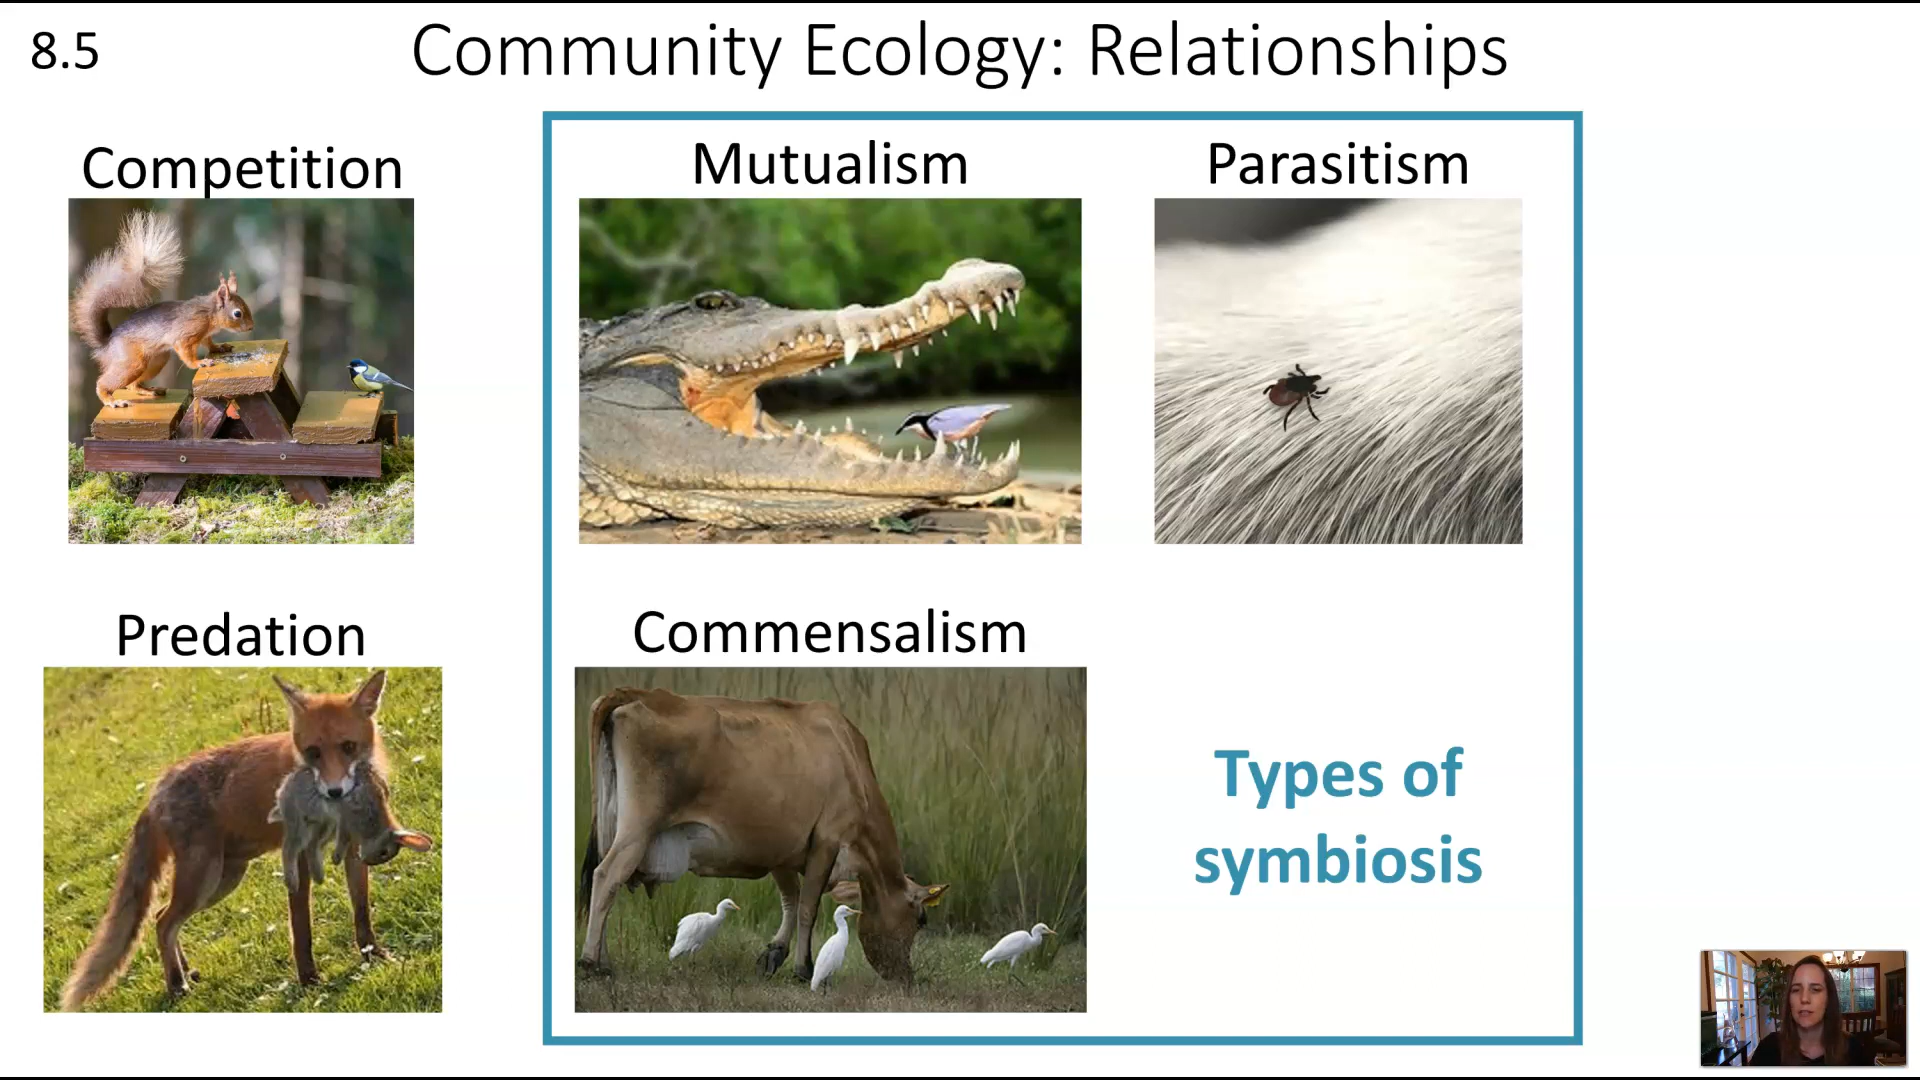 8.5
Community Ecology: Relationships
Competition
Mutualism
Parasitism
Predation
Commensalism
Types of
symbiosis